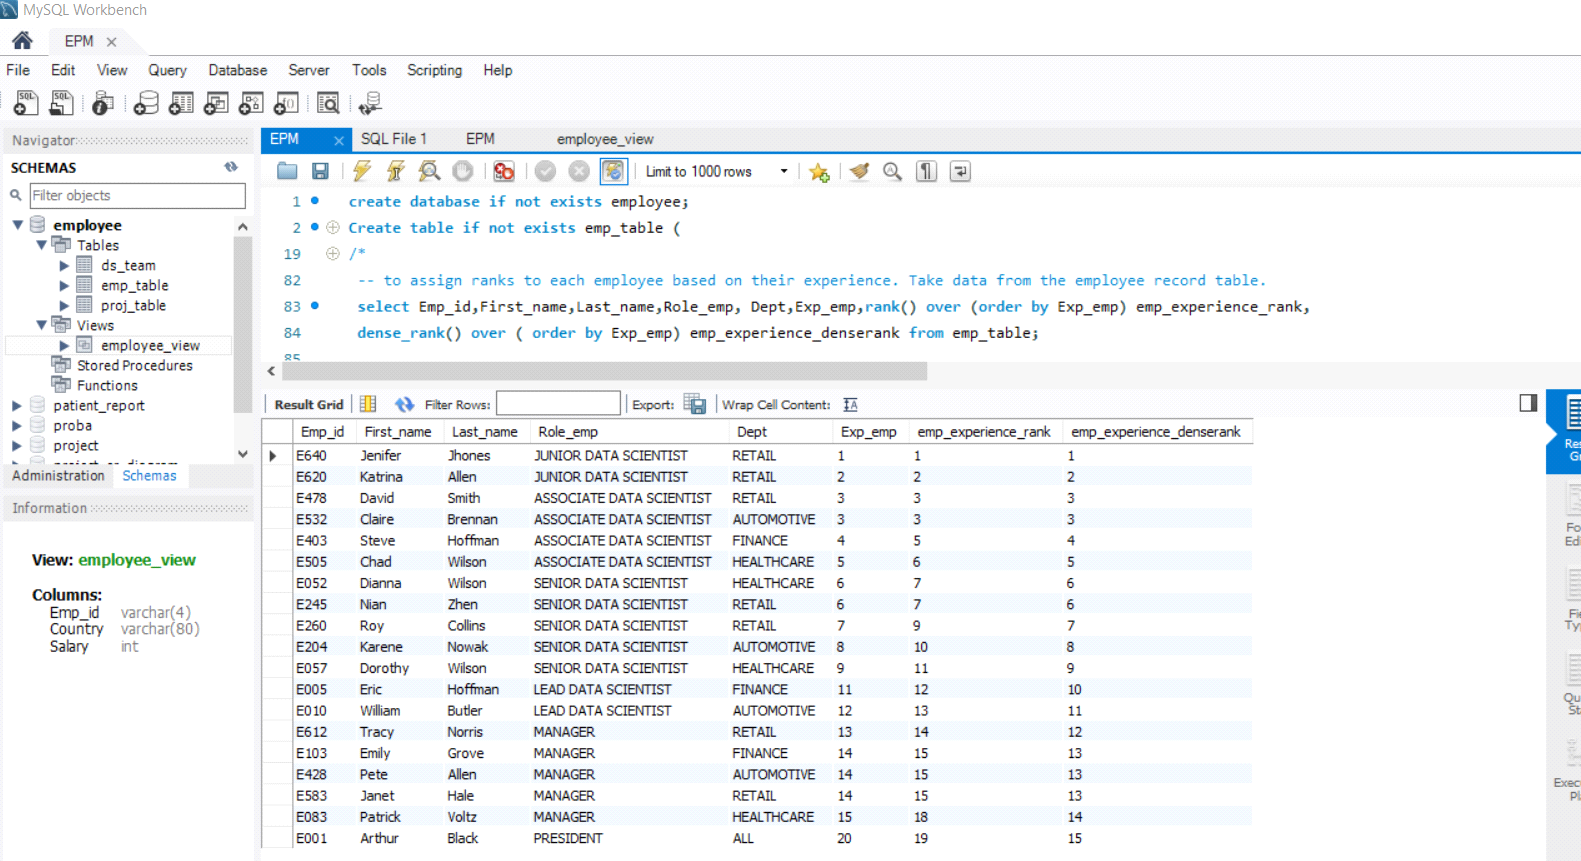 MySQL Workbench
EPM
File Edit View Query Database Server Tools Scripting Help
Navigator
SCHEMAS
Filter objects
employee
Tables
ds_team
emp_table
proj_table
Views
employee_view
Stored Procedures
Functions
patient_report
proba
project
Administration Schemas
Information
View: employee_view
Columns:
Emp_id varchar(4)
Country varchar(80)
Salary int
EPM SQL File 1 EPM employee_view
Limit to 1000 rows
1 create database if not exists employee;
2 Create table if not exists emp_table (
19 /*
82 -- to assign ranks to each employee based on their experience. Take data from the employee record table.
83 select Emp_id,First_name,Last_name,Role_emp, Dept,Exp_emp,rank() over (order by Exp_emp) emp_experience_rank,
84 dense_rank() over ( order by Exp_emp) emp_experience_denserank from emp_table;
85
Result Grid Filter Rows: Export: Wrap Cell Content:
Emp_id First_name Last_name Role_emp Dept Exp_emp emp_experience_rank emp_experience_denserank
E640 Jenifer Jhones JUNIOR DATA SCIENTIST RETAIL 1 1 1
E620 Katrina Allen JUNIOR DATA SCIENTIST RETAIL 2 2 2
E478 David Smith ASSOCIATE DATA SCIENTIST RETAIL 3 3 3
E532 Claire Brennan ASSOCIATE DATA SCIENTIST AUTOMOTIVE 3 3 3
E403 Steve Hoffman ASSOCIATE DATA SCIENTIST FINANCE 4 5 4
E505 Chad Wilson ASSOCIATE DATA SCIENTIST HEALTHCARE 5 6 5
E052 Dianna Wilson SENIOR DATA SCIENTIST HEALTHCARE 6 7 6
E245 Nian Zhen SENIOR DATA SCIENTIST RETAIL 6 7 6
E260 Roy Collins SENIOR DATA SCIENTIST RETAIL 7 9 7
E204 Karene Nowak SENIOR DATA SCIENTIST AUTOMOTIVE 8 10 8
E057 Dorothy Wilson SENIOR DATA SCIENTIST HEALTHCARE 9 11 9
E005 Eric Hoffman LEAD DATA SCIENTIST FINANCE 11 12 10
E010 William Butler LEAD DATA SCIENTIST AUTOMOTIVE 12 13 11
E612 Tracy Norris MANAGER RETAIL 13 14 12
E103 Emily Grove MANAGER FINANCE 14 15 13
E428 Pete Allen MANAGER AUTOMOTIVE 14 15 13
E583 Janet Hale MANAGER RETAIL 14 15 13
E083 Patrick Voltz MANAGER HEALTHCARE 15 18 14
E001 Arthur Black PRESIDENT ALL 20 19 15